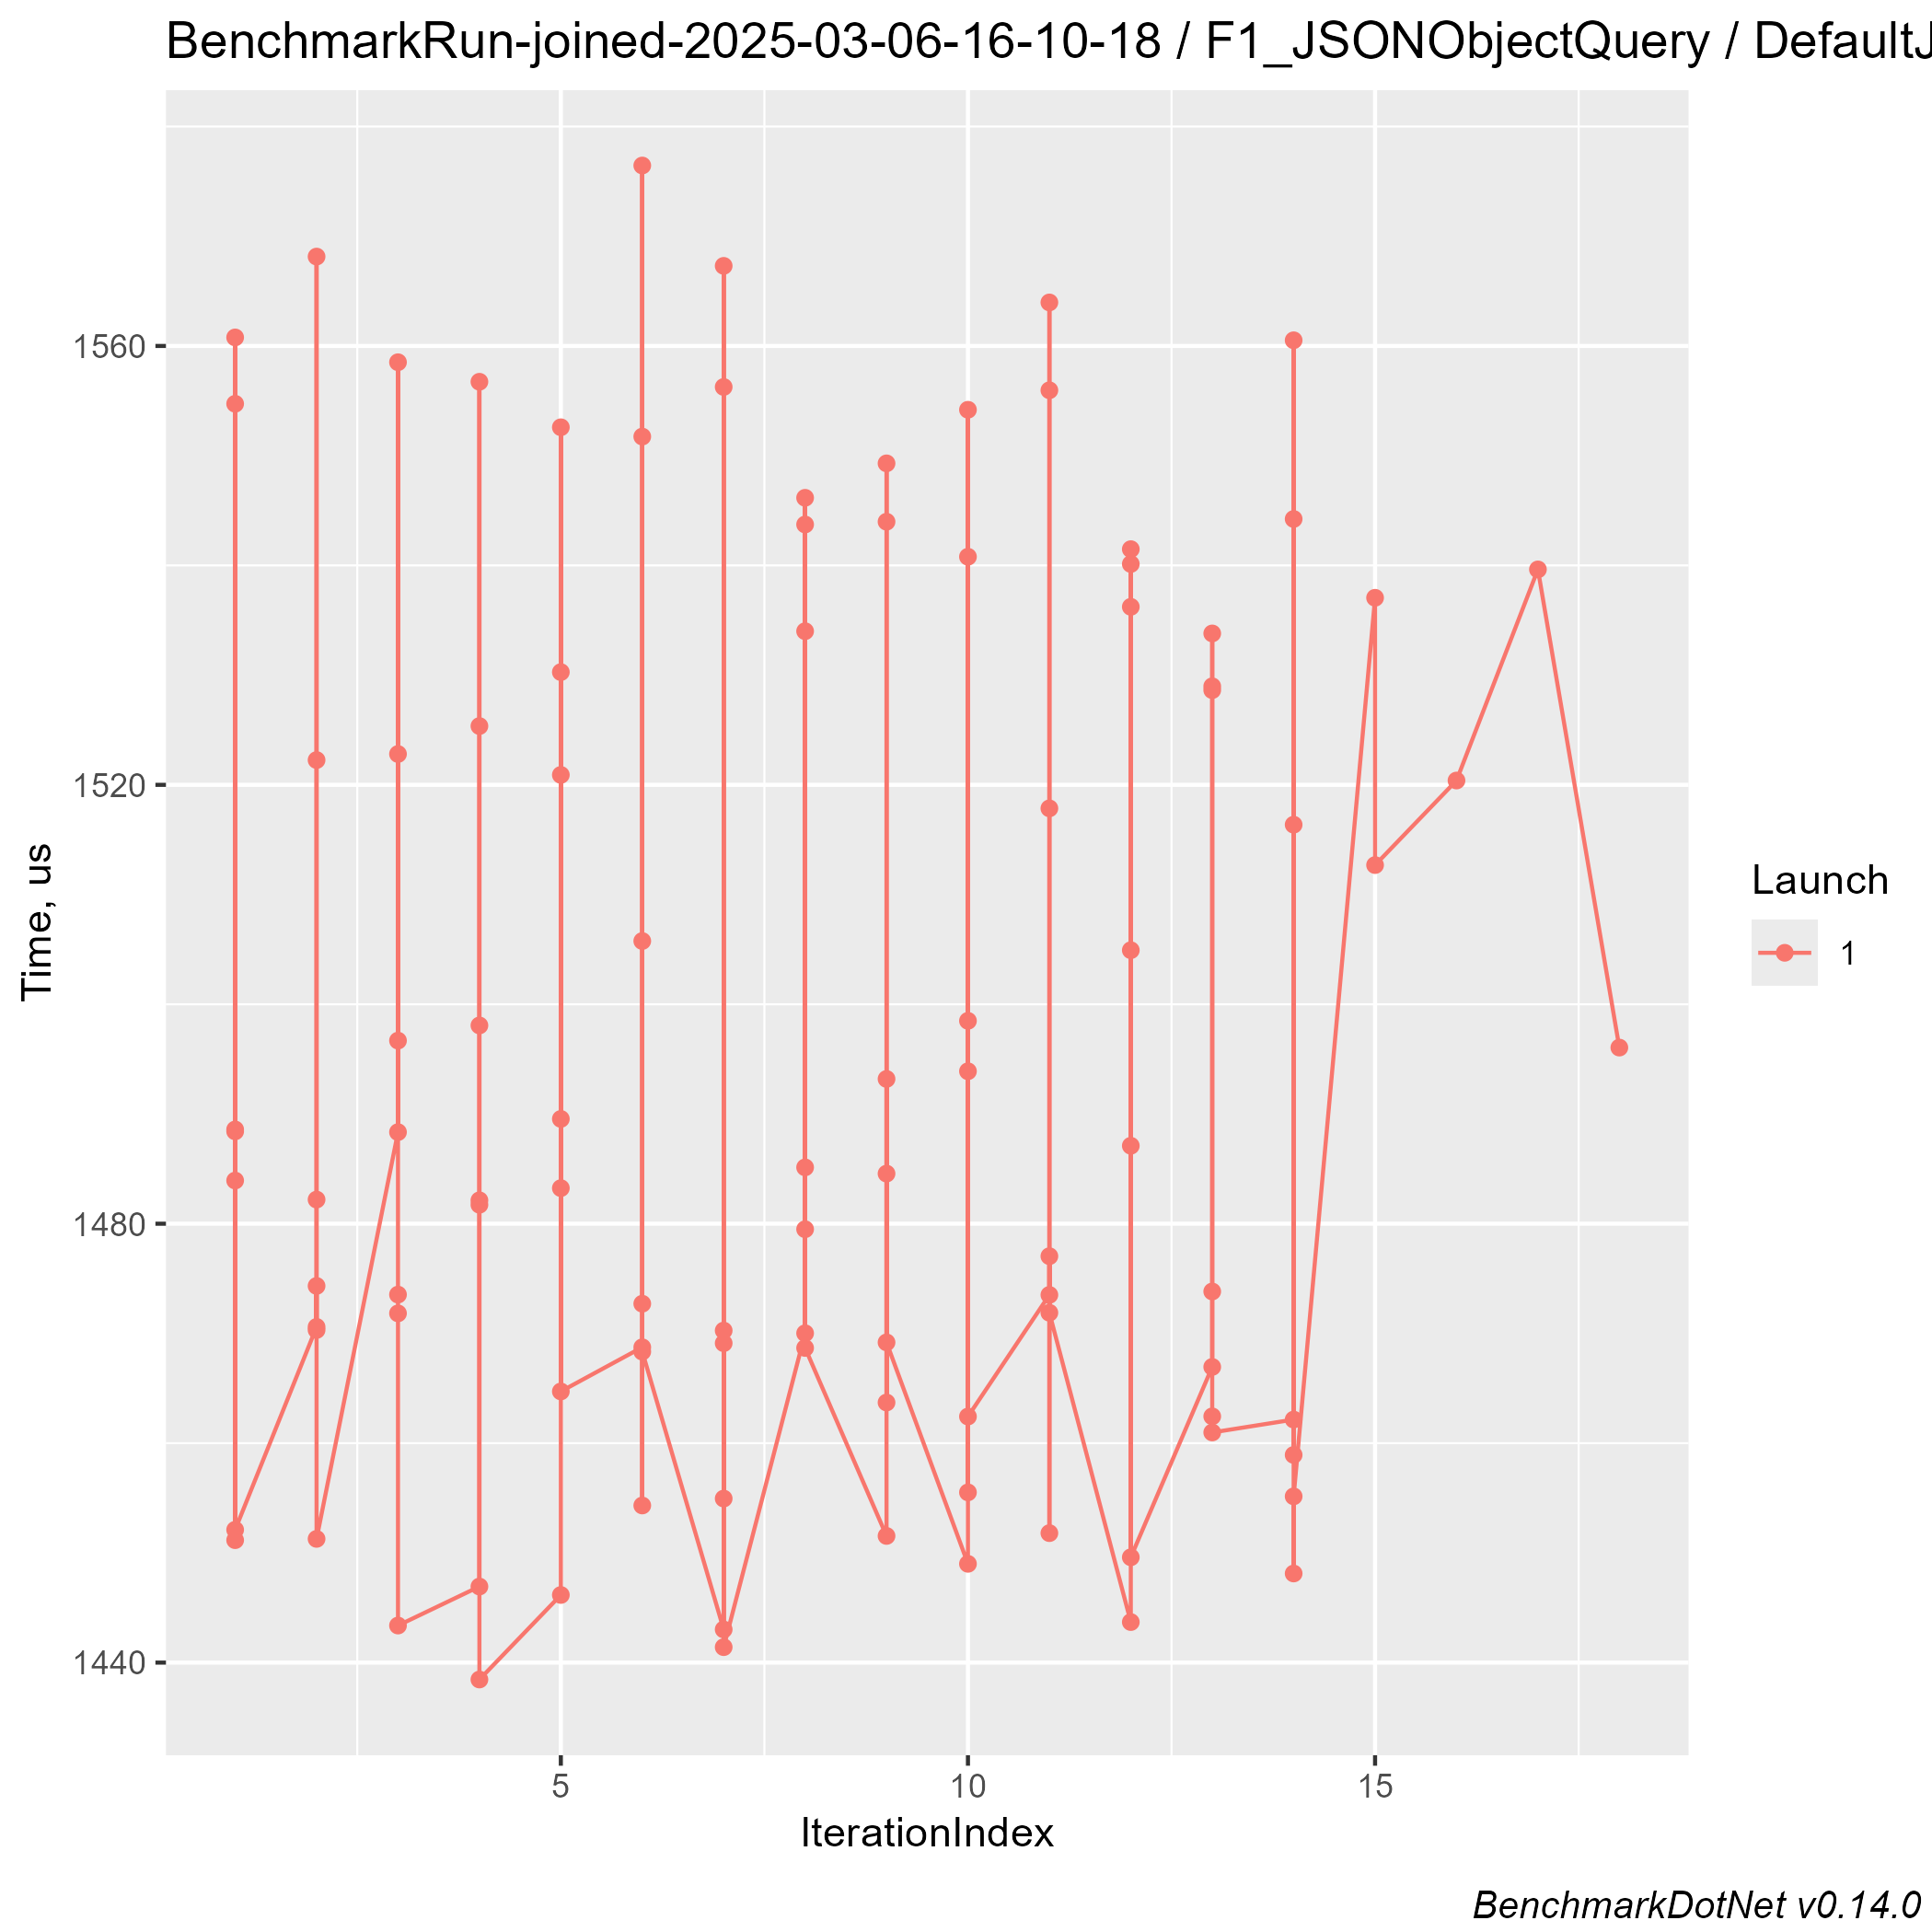 BenchmarkRun-joined-2025-03-06-16-10-18 / F1_JSONObjectQuery / DefaultJ
1560
1520
1480
1440
Time, us
5 10 15
IterationIndex
Launch
1
BenchmarkDotNet v0.14.0